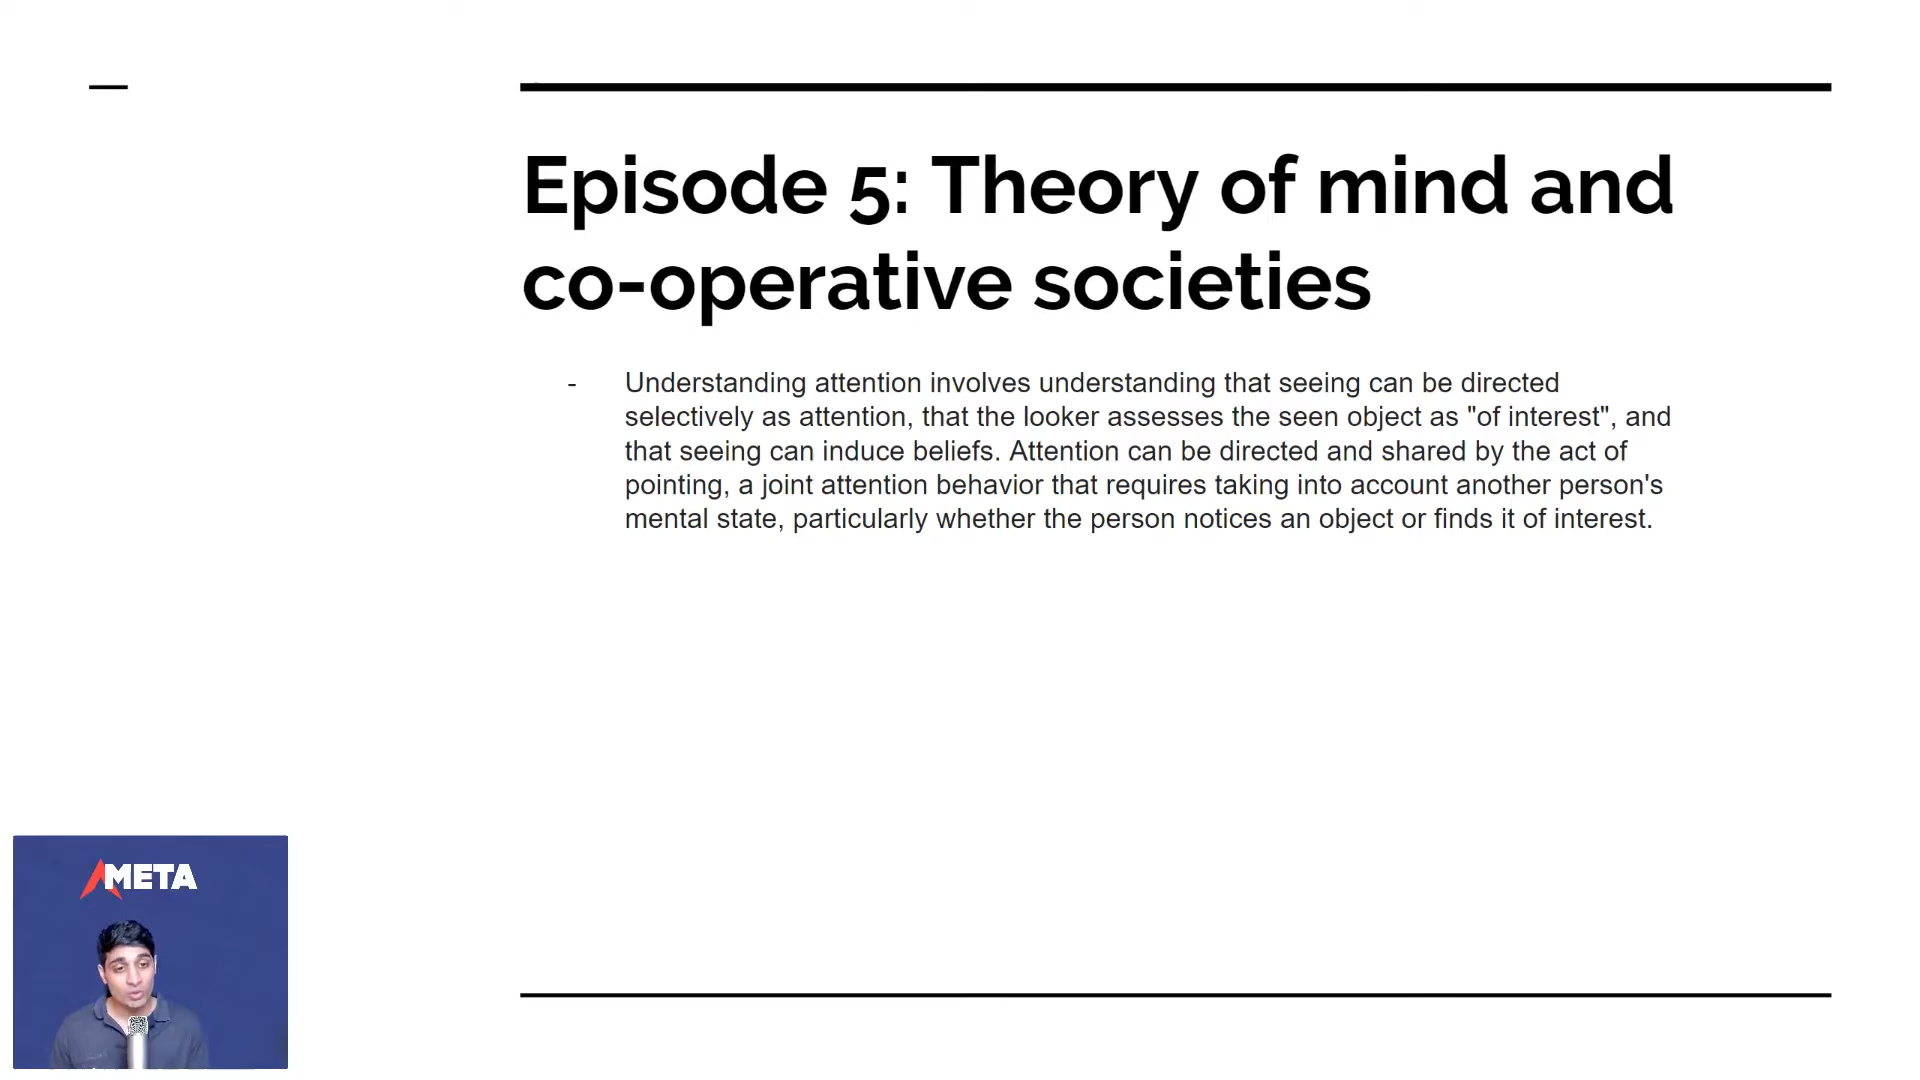 Episode 5: Theory of mind and
co-operative societies
- Understanding attention involves understanding that seeing can be directed
selectively as attention, that the looker assesses the seen object as "of interest", and
that seeing can induce beliefs. Attention can be directed and shared by the act of
pointing, a joint attention behavior that requires taking into account another person's
mental state, particularly whether the person notices an object or finds it of interest.
META